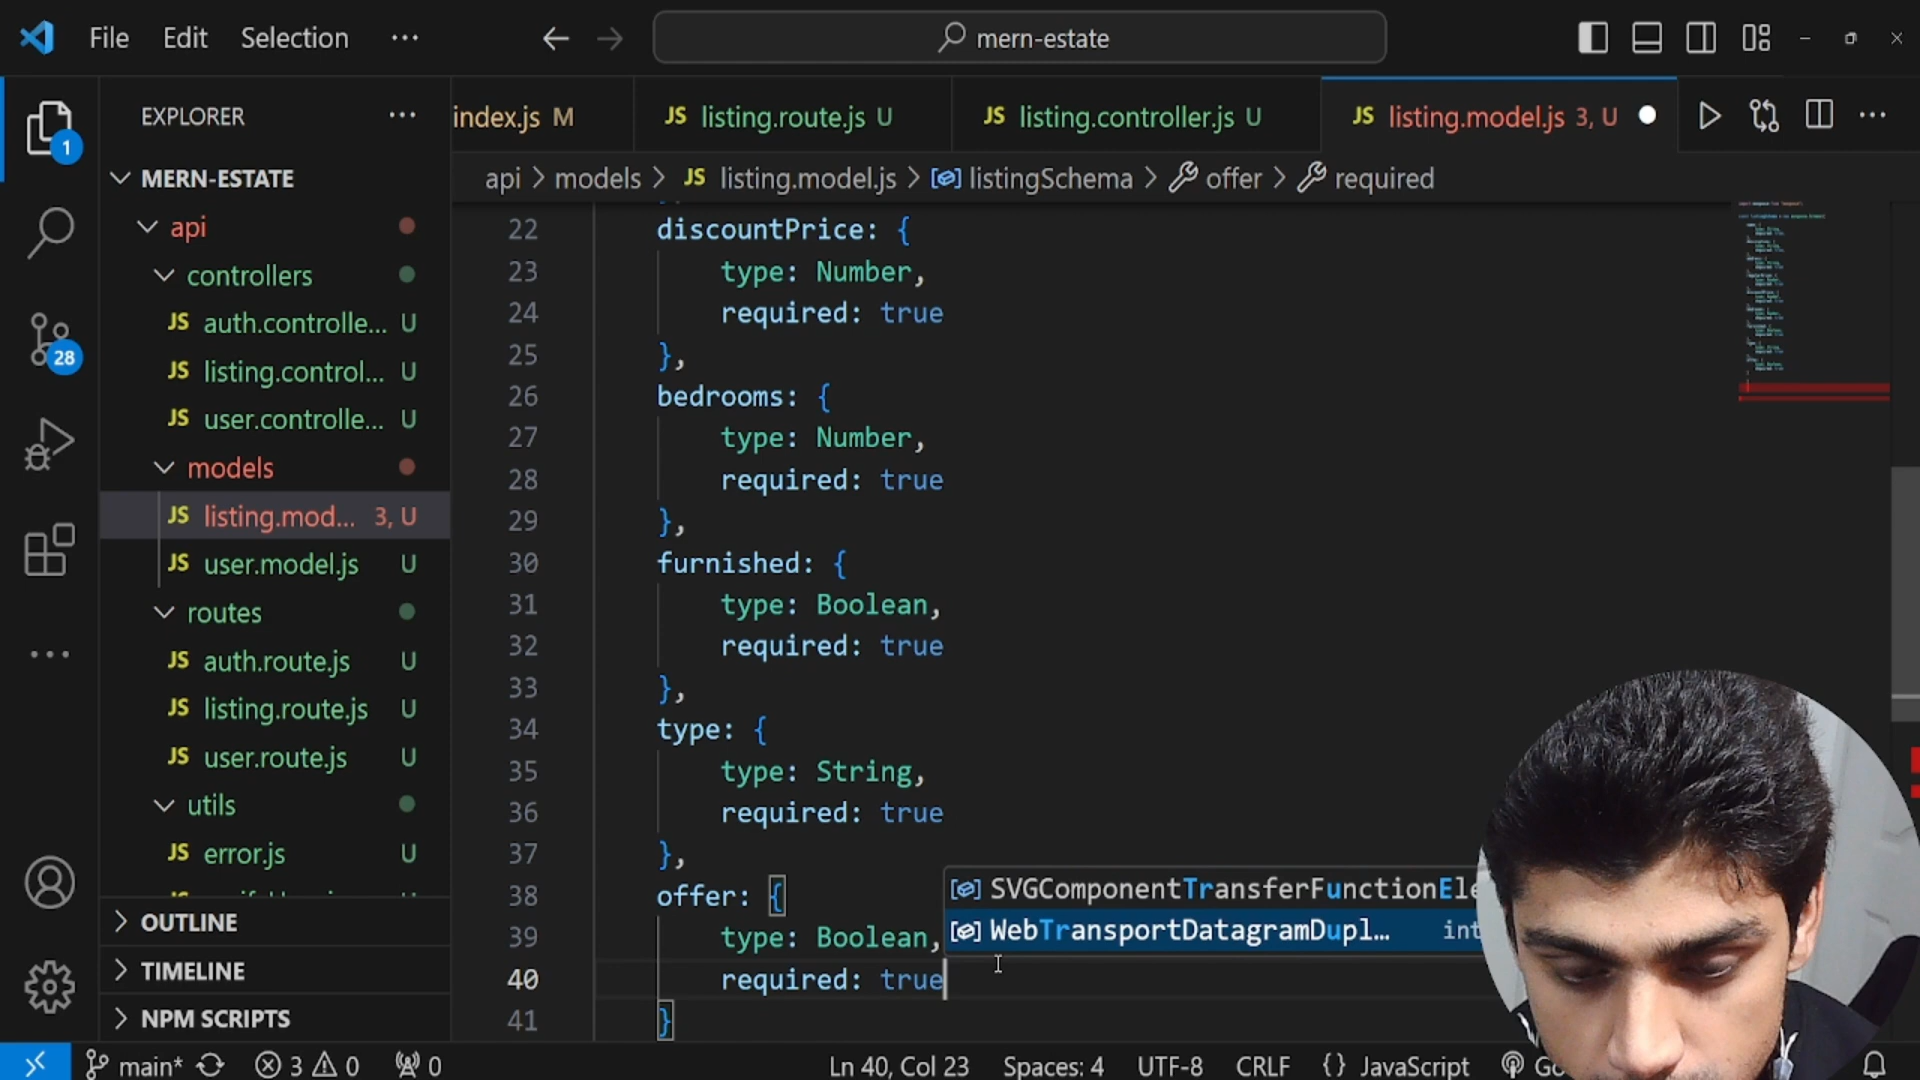 File Edit Selection ··· mern-estate
EXPLORER ···
MERN-ESTATE
api
controllers
JS auth.controlle... U
JS listing.control... U
JS user.controlle... U
models
JS listing.mod... 3, U
JS user.model.js U
routes
JS auth.route.js U
JS listing.route.js U
JS user.route.js U
utils
JS error.js U
OUTLINE
TIMELINE
NPM SCRIPTS
1
28
index.js M JS listing.route.js U JS listing.controller.js U JS listing.model.js 3, U
api > models > JS listing.model.js > listingSchema > offer > required
22 discountPrice: {
23 type: Number,
24 required: true
25 },
26 bedrooms: {
27 type: Number,
28 required: true
29 },
30 furnished: {
31 type: Boolean,
32 required: true
33 },
34 type: {
35 type: String,
36 required: true
37 },
38 offer: {
39 type: Boolean,
40 required: true
41 }
SVGComponentTransferFunctionEle
WebTransportDatagramDupl... int
main* 3 0 0 Ln 40, Col 23 Spaces: 4 UTF-8 CRLF {} JavaScript Go